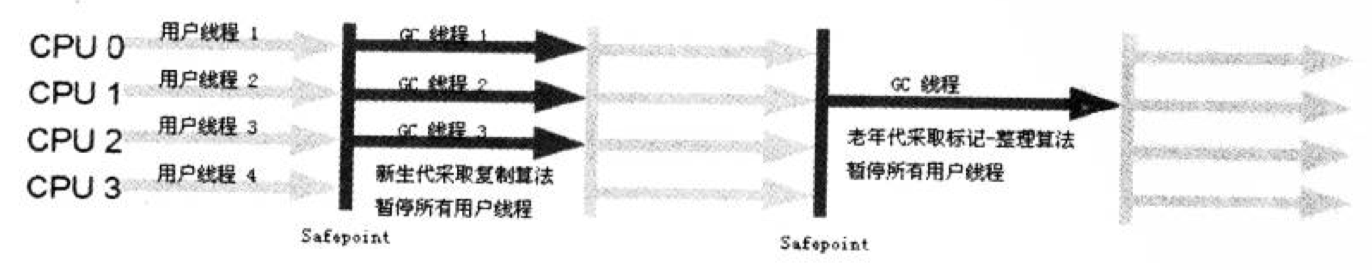 CPU 0
用户线程 1
GC 线程 1
CPU 1
用户线程 2
GC 线程 2
GC 线程
CPU 2
用户线程 3
GC 线程 3
老年代采取标记-整理算法
暂停所有用户线程
CPU 3
用户线程 4
新生代采取复制算法
暂停所有用户线程
Safepoint
Safepoint